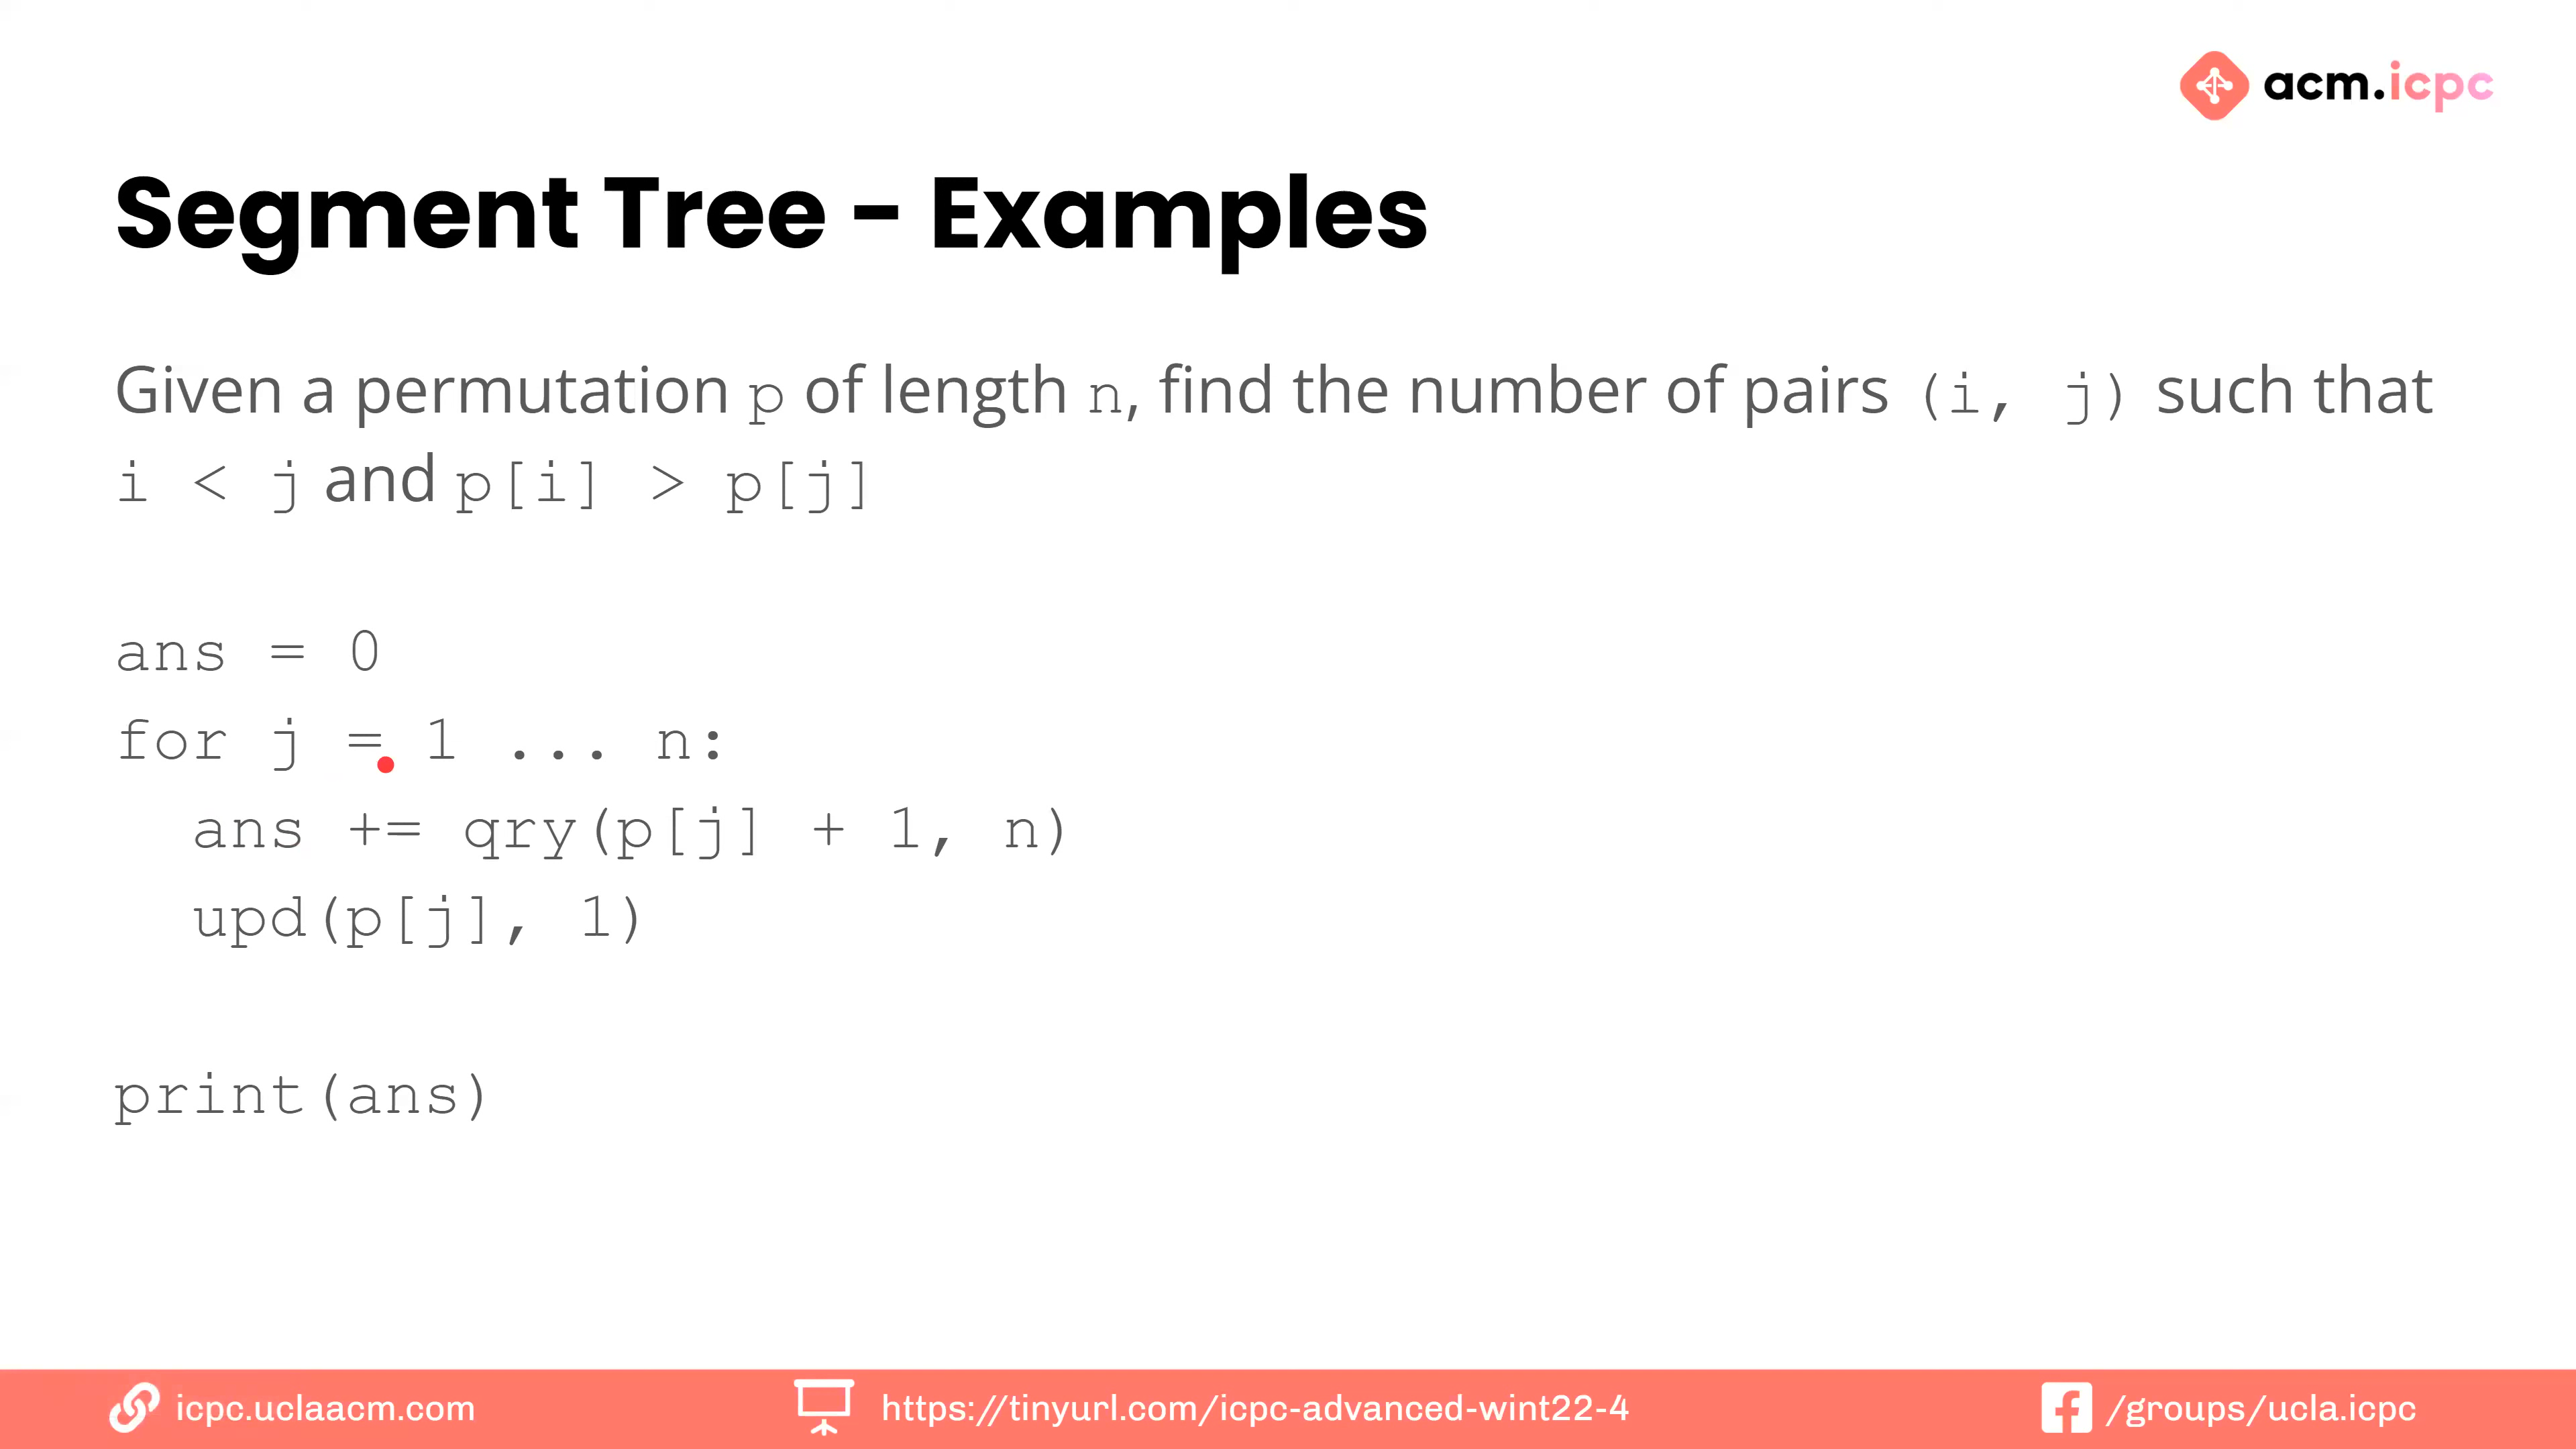 acm.icpc
Segment Tree - Examples
Given a permutation p of length n, find the number of pairs (i, j) such that
i < j and p[i] > p[j]
ans = 0
for j = 1 ... n:
  ans += qry(p[j] + 1, n)
  upd(p[j], 1)
print(ans)
icpc.uclaacm.com
https://tinyurl.com/icpc-advanced-wint22-4
/groups/ucla.icpc